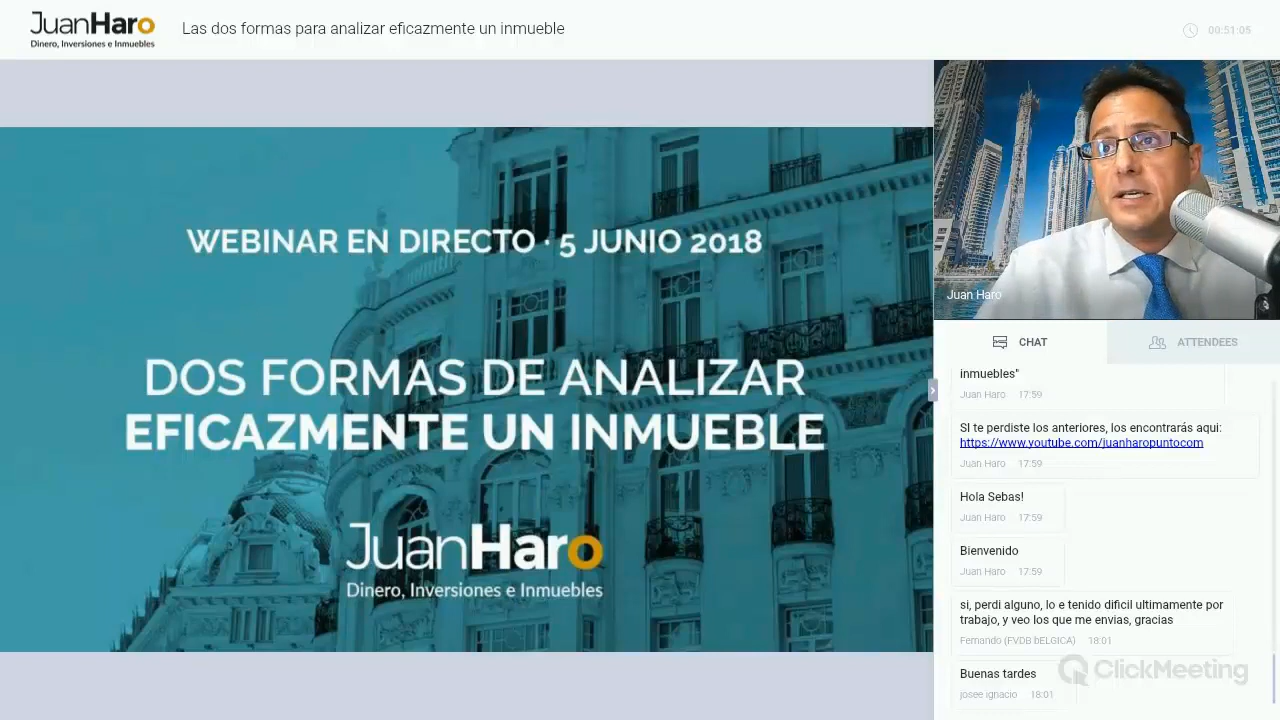 JuanHaro
Dinero, Inversiones e Inmuebles
Las dos formas para analizar eficazmente un inmueble
00:51:05
WEBINAR EN DIRECTO · 5 JUNIO 2018
DOS FORMAS DE ANALIZAR
EFICAZMENTE UN INMUEBLE
JuanHaro
Dinero, Inversiones e Inmuebles
Juan Haro
CHAT
ATTENDEES
inmuebles"
Juan Haro 17:59
SI te perdiste los anteriores, los encontrarás aqui:
https://www.youtube.com/juanharopuntocom
Juan Haro 17:59
Hola Sebas!
Juan Haro 17:59
Bienvenido
Juan Haro 17:59
si, perdi alguno, lo e tenido dificil ultimamente por
trabajo, y veo los que me envias, gracias
Fernando (FVDB bELGICA) 18:01
Buenas tardes
josee ignacio 18:01
ClickMeeting